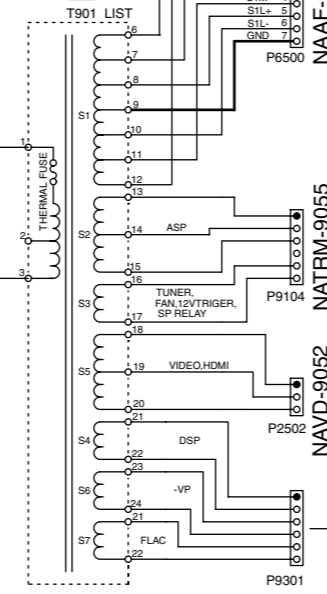 T901 LIST
S1L+ 5
S1L- 6
GND 7
P6500
NAAF-
6
7
8
S1
9
10
11
12
1
THERMAL FUSE
2
3
13
S2
14
ASP
15
NATRM-9055
16
TUNER,
FAN,12VTRIGER,
SP RELAY
S3
17
P9104
18
S5
19
VIDEO,HDMI
20
NAVD-9052
P2502
21
S4
DSP
22
23
S6
-VP
24
21
S7
FLAC
22
P9301